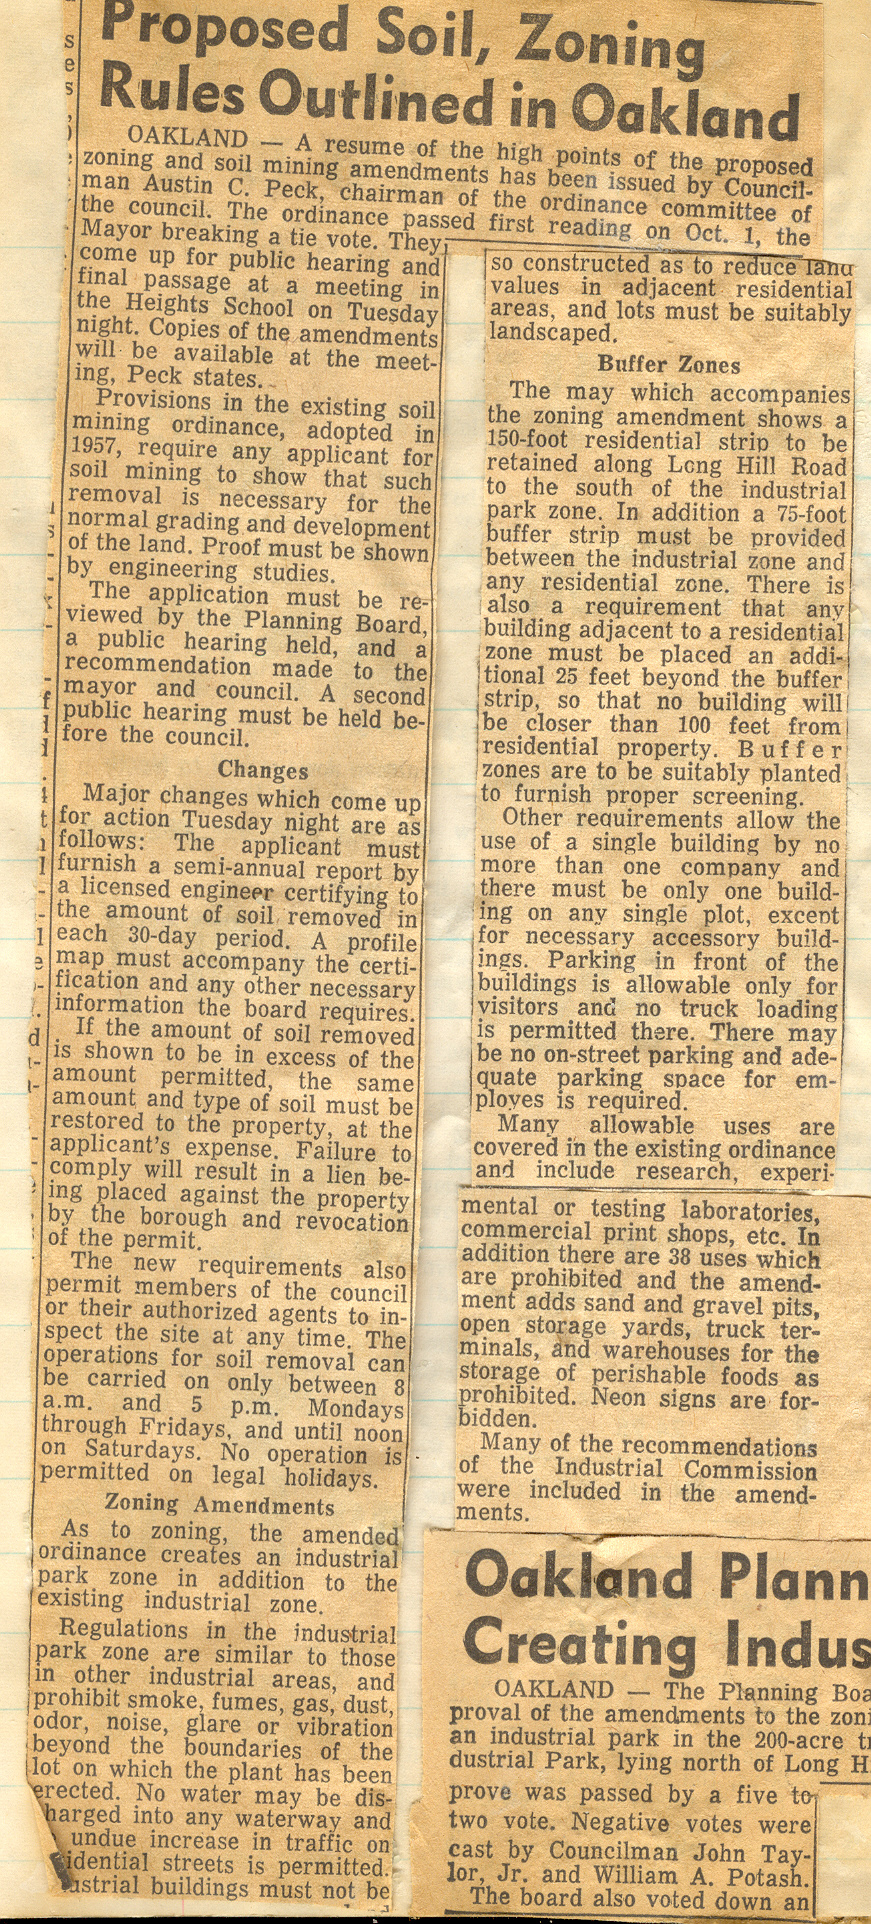 Proposed Soil, Zoning
Rules Outlined in Oakland
OAKLAND — A resume of the high points of the proposed
zoning and soil mining amendments has been issued by Council-
man Austin C. Peck, chairman of the ordinance committee of
the council. The ordinance passed first reading on Oct. 1, the
Mayor breaking a tie vote. They
come up for public hearing and
final passage at a meeting in
the Heights School on Tuesday
night. Copies of the amendments
will be available at the meet-
ing, Peck states.
Provisions in the existing soil
mining ordinance, adopted in
1957, require any applicant for
soil mining to show that such
removal is necessary for the
normal grading and development
of the land. Proof must be shown
by engineering studies.
The application must be re-
viewed by the Planning Board,
a public hearing held, and a
recommendation made to the
mayor and council. A second
public hearing must be held be-
fore the council.
Changes
Major changes which come up
for action Tuesday night are as
follows: The applicant must
furnish a semi-annual report by
a licensed engineer certifying to
the amount of soil removed in
each 30-day period. A profile
map must accompany the certi-
fication and any other necessary
information the board requires.
If the amount of soil removed
is shown to be in excess of the
amount permitted, the same
amount and type of soil must be
restored to the property, at the
applicant's expense. Failure to
comply will result in a lien be-
ing placed against the property
by the borough and revocation
of the permit.
The new requirements also
permit members of the council
or their authorized agents to in-
spect the site at any time. The
operations for soil removal can
be carried on only between 8
a.m. and 5 p.m. Mondays
through Fridays, and until noon
on Saturdays. No operation is
permitted on legal holidays.
Zoning Amendments
As to zoning, the amended
ordinance creates an industrial
park zone in addition to the
existing industrial zone.
Regulations in the industrial
park zone are similar to those
in other industrial areas, and
prohibit smoke, fumes, gas, dust,
odor, noise, glare or vibration
beyond the boundaries of the
lot on which the plant has been
erected. No water may be dis-
harged into any waterway and
undue increase in traffic on
idential streets is permitted.
ustrial buildings must not be
so constructed as to reduce land
values in adjacent residential
areas, and lots must be suitably
landscaped.
Buffer Zones
The may which accompanies
the zoning amendment shows a
150-foot residential strip to be
retained along Long Hill Road
to the south of the industrial
park zone. In addition a 75-foot
buffer strip must be provided
between the industrial zone and
any residential zone. There is
also a requirement that any
building adjacent to a residential
zone must be placed an addi-
tional 25 feet beyond the buffer
strip, so that no building will
be closer than 100 feet from
residential property. Buffer
zones are to be suitably planted
to furnish proper screening.
Other requirements allow the
use of a single building by no
more than one company and
there must be only one build-
ing on any single plot, except
for necessary accessory build-
ings. Parking in front of the
buildings is allowable only for
visitors and no truck loading
is permitted there. There may
be no on-street parking and ade-
quate parking space for em-
ployes is required.
Many allowable uses are
covered in the existing ordinance
and include research, experi-
mental or testing laboratories,
commercial print shops, etc. In
addition there are 38 uses which
are prohibited and the amend-
ment adds sand and gravel pits,
open storage yards, truck ter-
minals, and warehouses for the
storage of perishable foods as
prohibited. Neon signs are for-
bidden.
Many of the recommendations
of the Industrial Commission
were included in the amend-
ments.
Oakland Plann
Creating Indus
OAKLAND — The Planning Boa
proval of the amendments to the zoni
an industrial park in the 200-acre tr
dustrial Park, lying north of Long H
prove was passed by a five to
two vote. Negative votes were
cast by Councilman John Tay-
lor, Jr. and William A. Potash.
The board also voted down an